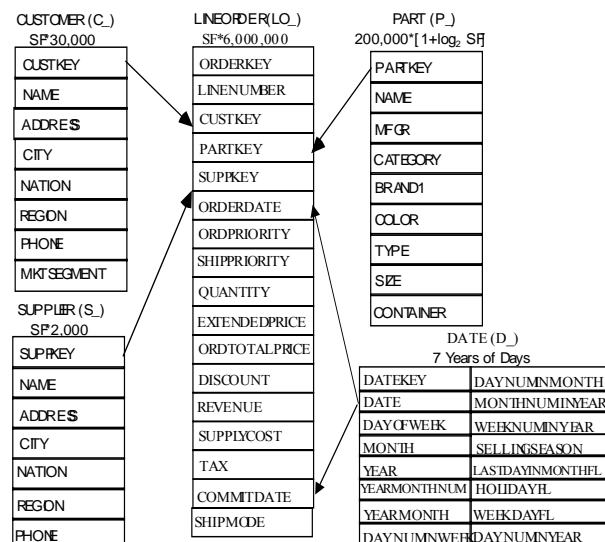 CUSTOMER (C_)
SF*30,000
CUSTKEY
NAME
ADDRESS
CITY
NATION
REGION
PHONE
MKTSEGMENT
SUPPLIER (S_)
SF*2,000
SUPPKEY
NAME
ADDRESS
CITY
NATION
REGION
PHONE
LINEORDER(LO_)
SF*6,000,000
ORDERKEY
LINENUMBER
CUSTKEY
PARTKEY
SUPPKEY
ORDERDATE
ORDPRIORITY
SHIPPRIORITY
QUANTITY
EXTENDEDPRICE
ORDTOTALPRICE
DISCOUNT
REVENUE
SUPPLYCOST
TAX
COMMITDATE
SHIPMODE
PART (P_)
200,000*[1+log₂ SF]
PARTKEY
NAME
MFGR
CATEGORY
BRAND1
COLOR
TYPE
SIZE
CONTAINER
DATE (D_)
7 Years of Days
DATEKEY DAYNUMINMONTH
DATE MONTHNUMINYEAR
DAYOFWEEK WEEKNUMINYEAR
MONTH SELLINGSEASON
YEAR LASTDAYINMONTHFL
YEARMONTHNUM HOLIDAYFL
YEARMONTH WEEKDAYFL
DAYNUMINWEEK DAYNUMINYEAR